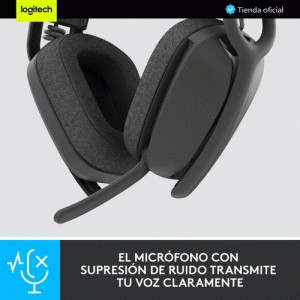 logitech
Tienda oficial
EL MICRÓFONO CON
SUPRESIÓN DE RUIDO TRANSMITE
TU VOZ CLARAMENTE